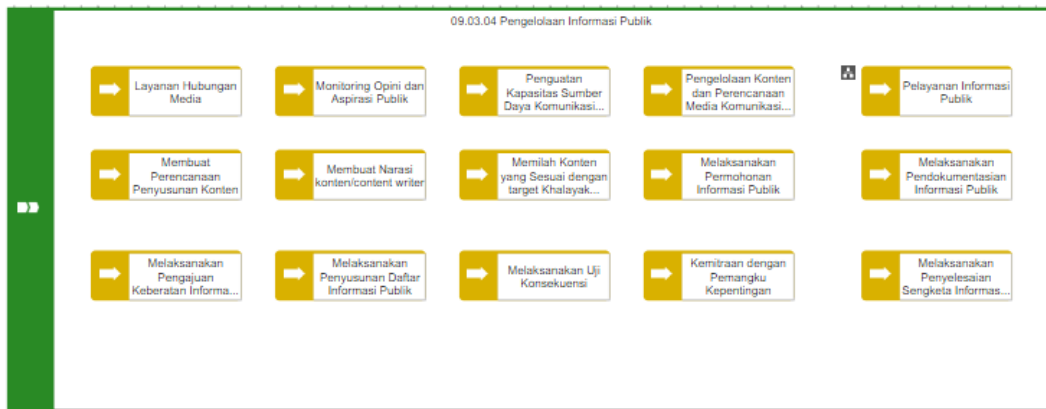 09.03.04 Pengelolaan Informasi Publik
Layanan Hubungan
Media
Monitoring Opini dan
Aspirasi Publik
Penguatan
Kapasitas Sumber
Daya Komunikasi...
Pengelolaan Konten
dan Perencanaan
Media Komunikasi...
Pelayanan Informasi
Publik
Membuat
Perencanaan
Penyusunan Konten
Membuat Narasi
konten/content writer
Memilah Konten
yang Sesuai dengan
target Khalayak...
Melaksanakan
Permohonan
Informasi Publik
Melaksanakan
Pendokumentasian
Informasi Publik
Melaksanakan
Pengajuan
Keberatan Informa...
Melaksanakan
Penyusunan Daftar
Informasi Publik
Melaksanakan Uji
Konsekuensi
Kemitraan dengan
Pemangku
Kepentingan
Melaksanakan
Penyelesaian
Sengketa Informas...